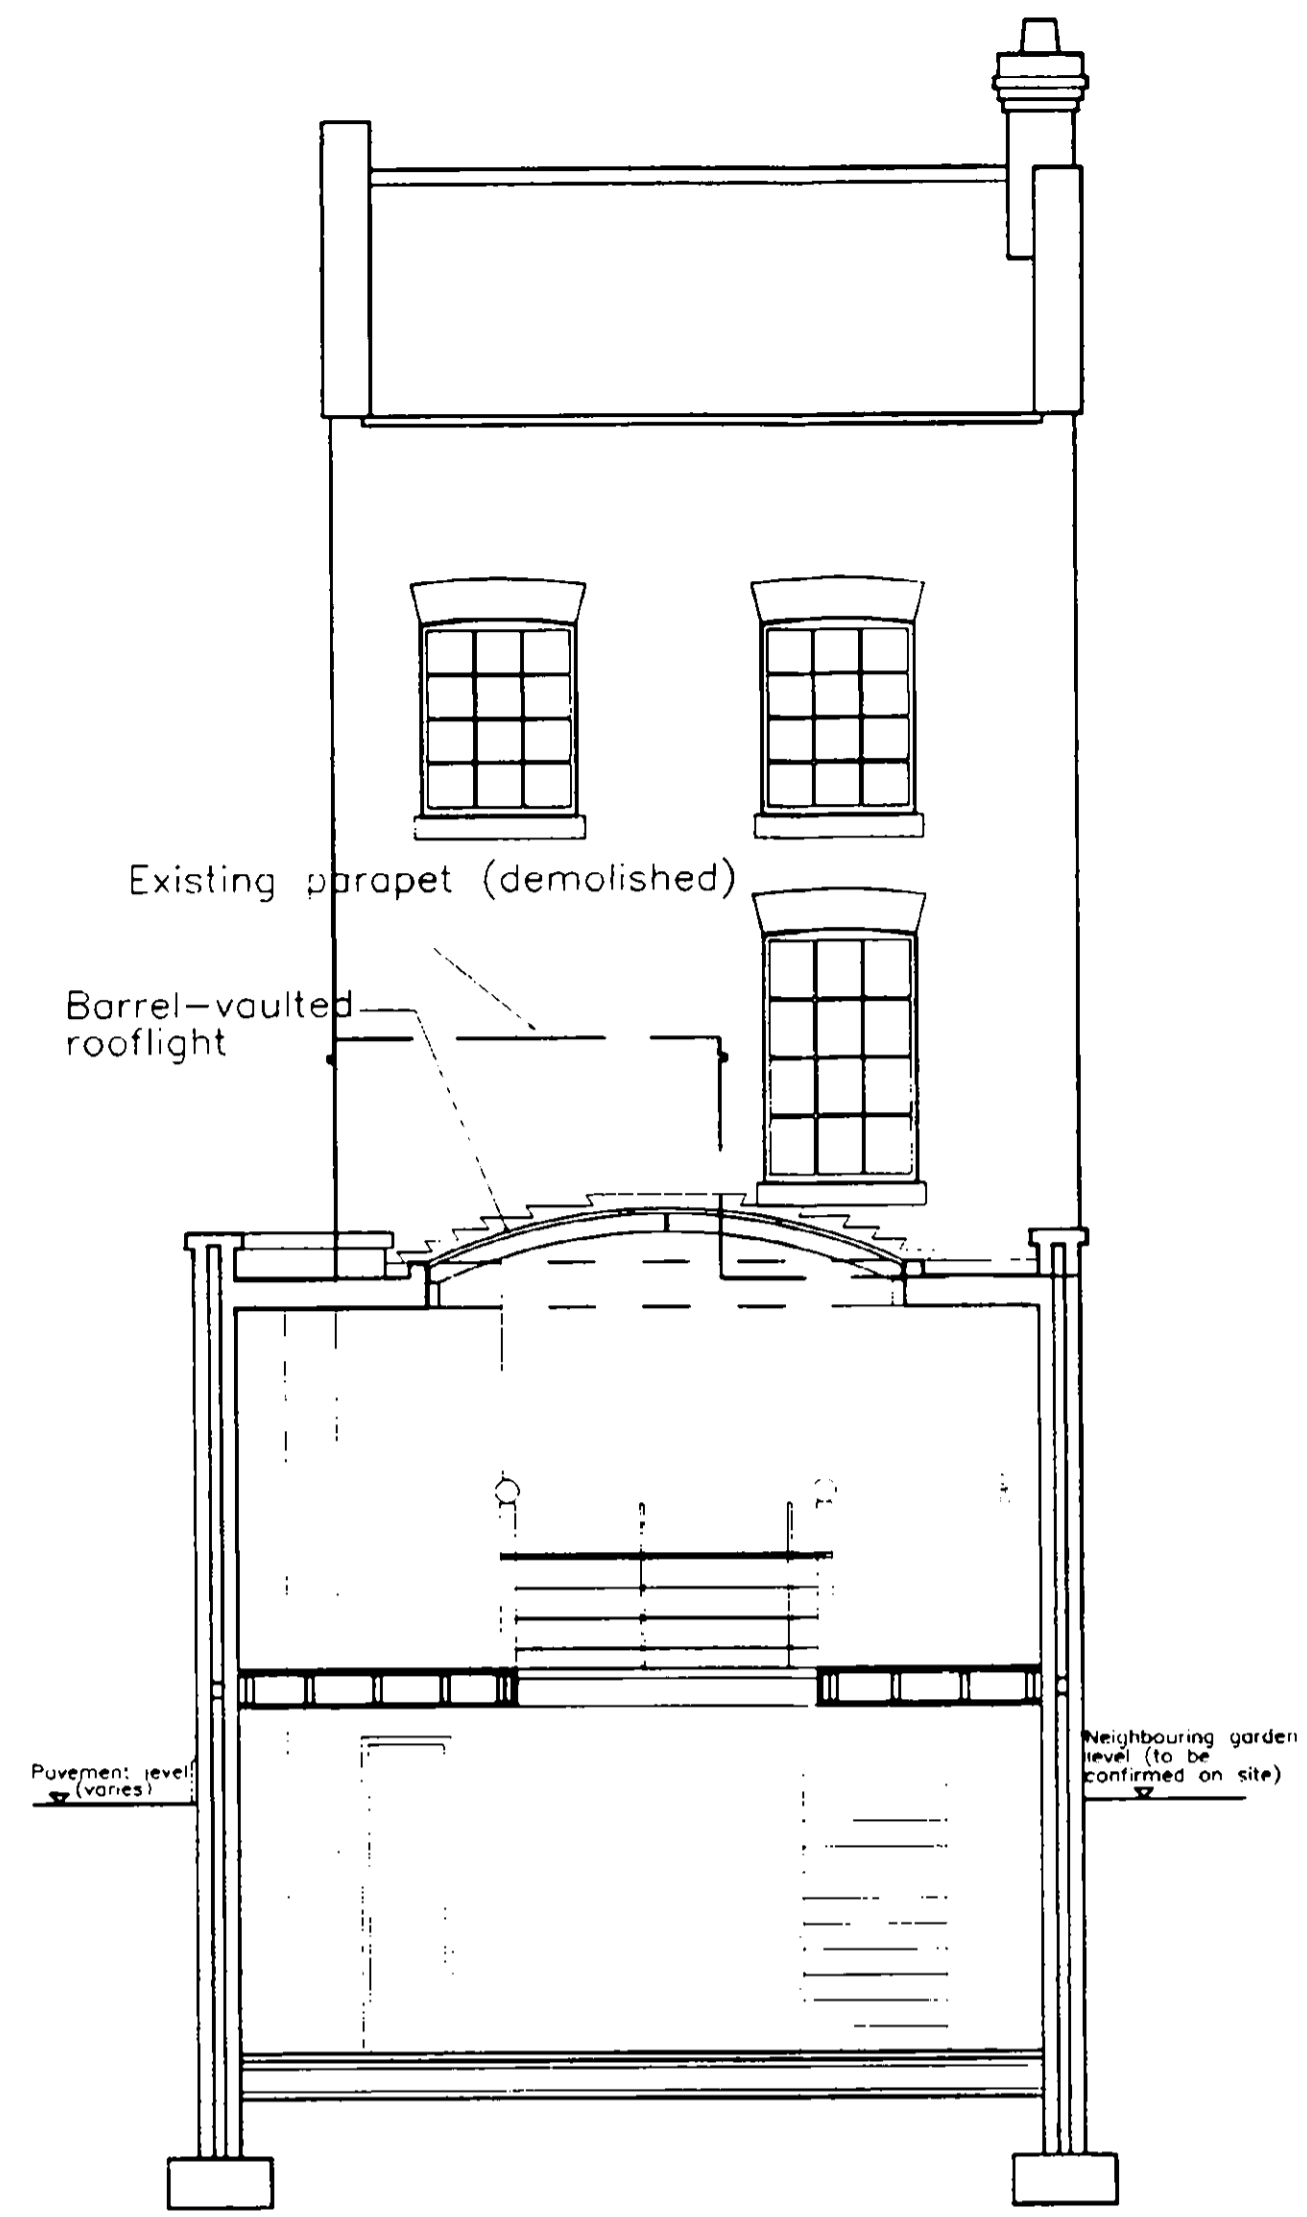 Existing parapet (demolished)
Barrel-vaulted
rooflight
Pavement level
(varies)
Neighbouring garden
level (to be
confirmed on site)